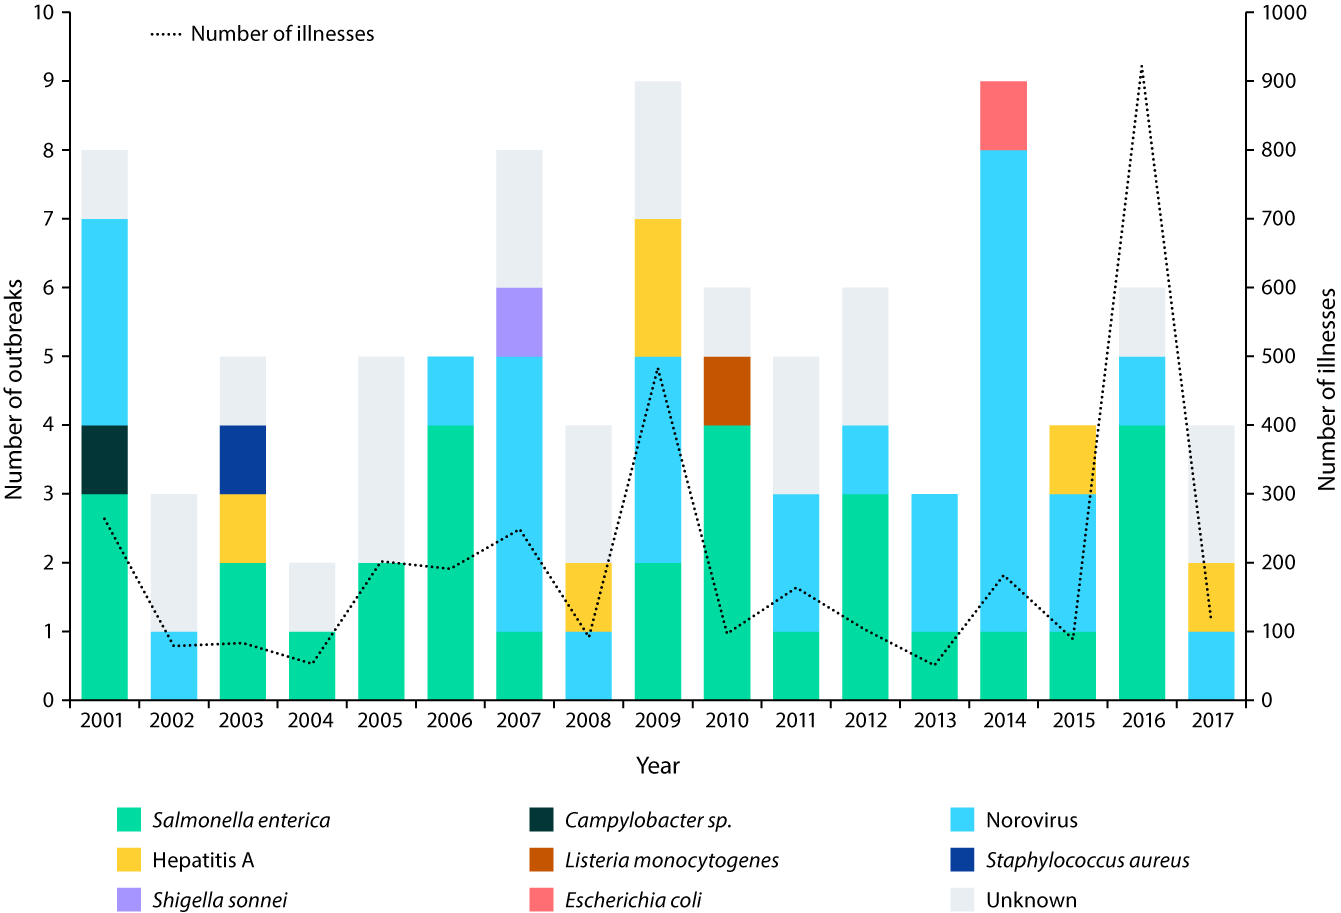 Number of illnesses
10
9
8
7
6
5
4
3
2
1
0
Number of outbreaks
1000
900
800
700
600
500
400
300
200
100
0
Number of illnesses
2001 2002 2003 2004 2005 2006 2007 2008 2009 2010 2011 2012 2013 2014 2015 2016 2017
Year
Salmonella enterica Campylobacter sp. Norovirus
Hepatitis A Listeria monocytogenes Staphylococcus aureus
Shigella sonnei Escherichia coli Unknown